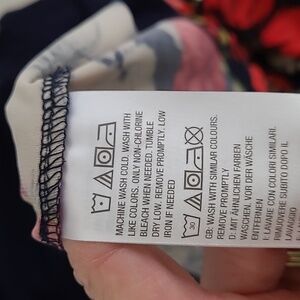 MACHINE WASH COLD, WASH WITH
LIKE COLORS, ONLY NON-CHLORINE
BLEACH WHEN NEEDED, TUMBLE
DRY LOW, REMOVE PROMPTLY, LOW
IRON IF NEEDED
30
GB: WASH WITH SIMILAR COLOURS.
REMOVE PROMPTLY
D: MIT ÄHNLICHEN FARBEN
WASCHEN. VOR DER WÄSCHE
ENTFERNEN
I: LAVARE CON COLORI SIMILARI.
RIMUOVERE SUBITO DOPO IL
LAVAGGIO